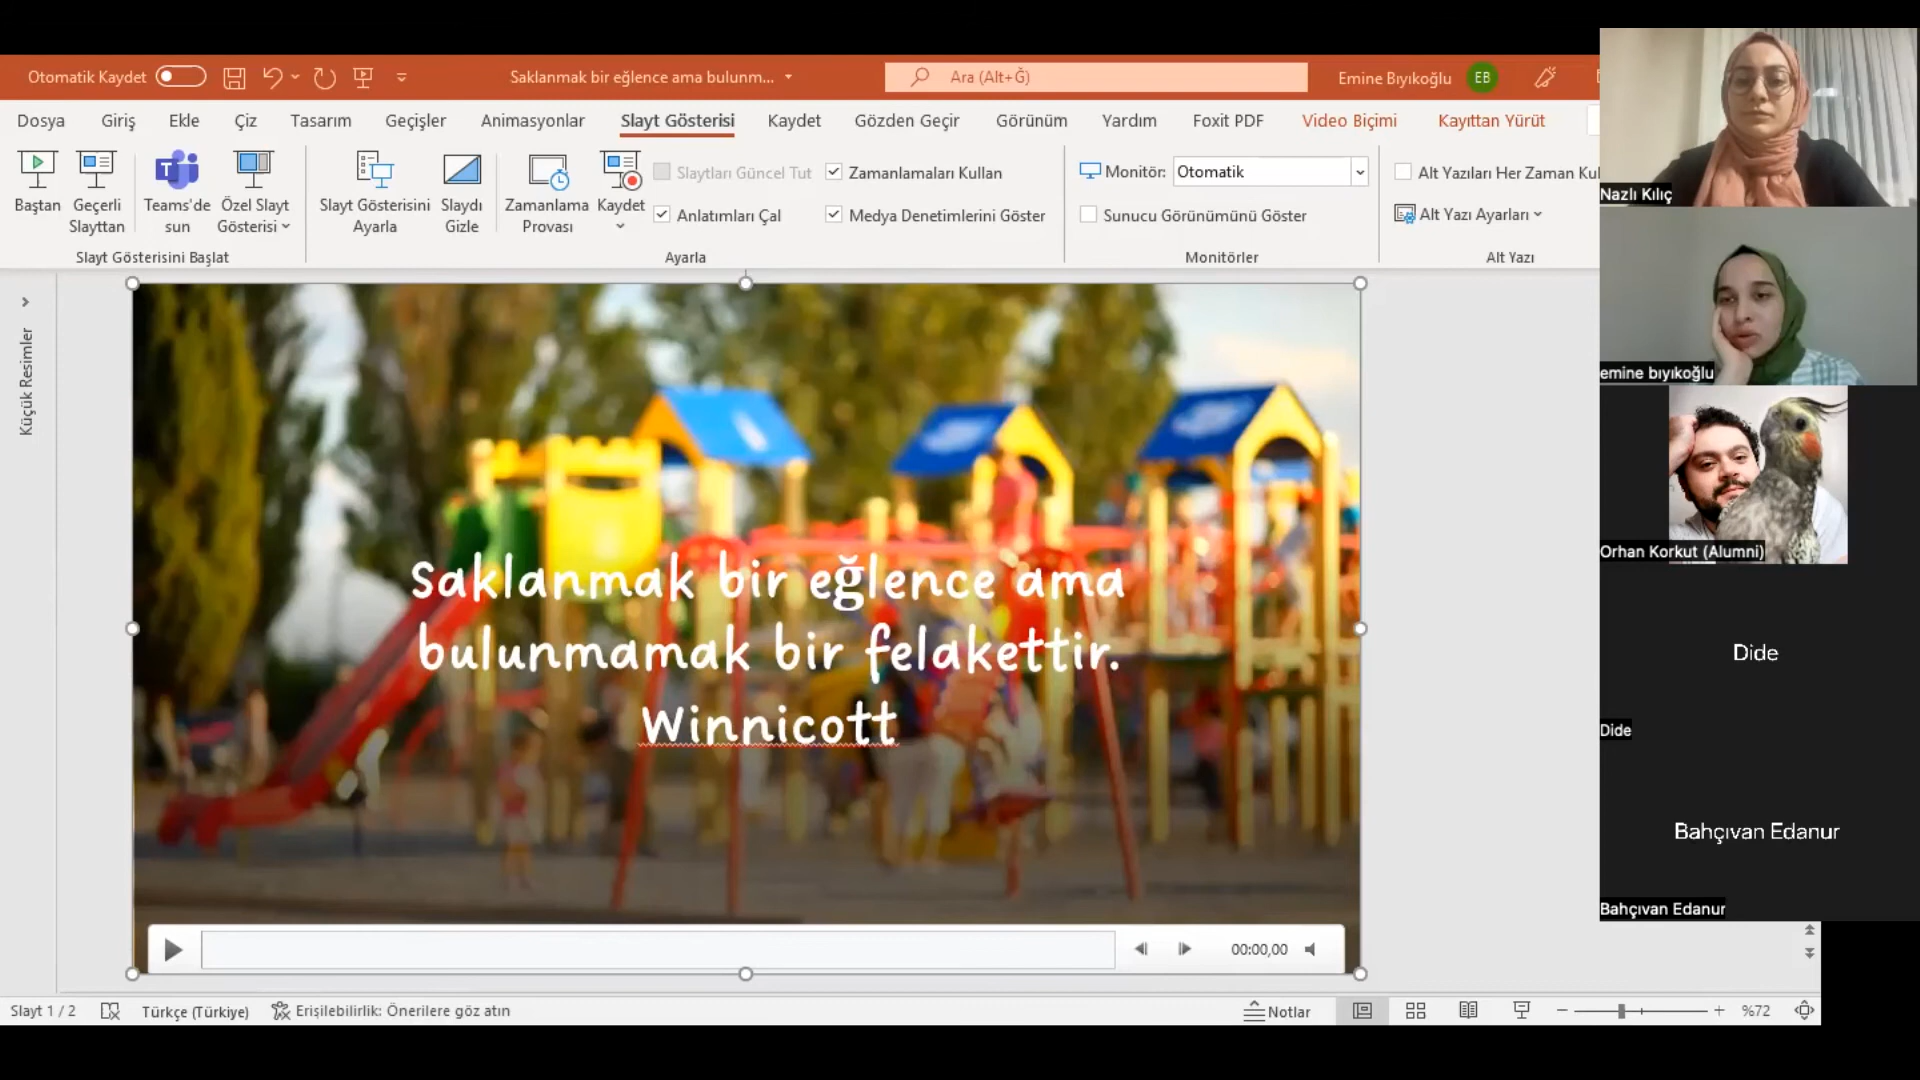 Otomatik Kaydet
Saklanmak bir eğlence ama bulunm...
Ara (Alt+Ğ)
Emine Bıyıkoğlu
EB
Dosya
Giriş
Ekle
Çiz
Tasarım
Geçişler
Animasyonlar
Slayt Gösterisi
Kaydet
Gözden Geçir
Görünüm
Yardım
Foxit PDF
Video Biçimi
Kayıttan Yürüt
Baştan
Geçerli
Slayttan
Teams'de
sun
Özel Slayt
Gösterisi
Slayt Gösterisini Başlat
Slayt Gösterisini
Ayarla
Slaydı
Gizle
Zamanlama
Provası
Kaydet
Slaytları Güncel Tut
Anlatımları Çal
Zamanlamaları Kullan
Medya Denetimlerini Göster
Ayarla
Monitör:
Otomatik
Sunucu Görünümünü Göster
Monitörler
Alt Yazıları Her Zaman Kul
Alt Yazı Ayarları
Alt Yazı
Küçük Resimler
Saklanmak bir eğlence ama
bulunmamak bir felakettir.
Winnicott
00:00,00
Slayt 1 / 2
Türkçe (Türkiye)
Erişilebilirlik: Önerilere göz atın
Notlar
%72
Nazlı Kılıç
emine bıyıkoğlu
Orhan Korkut (Alumni)
Dide
Dide
Bahçıvan Edanur
Bahçıvan Edanur